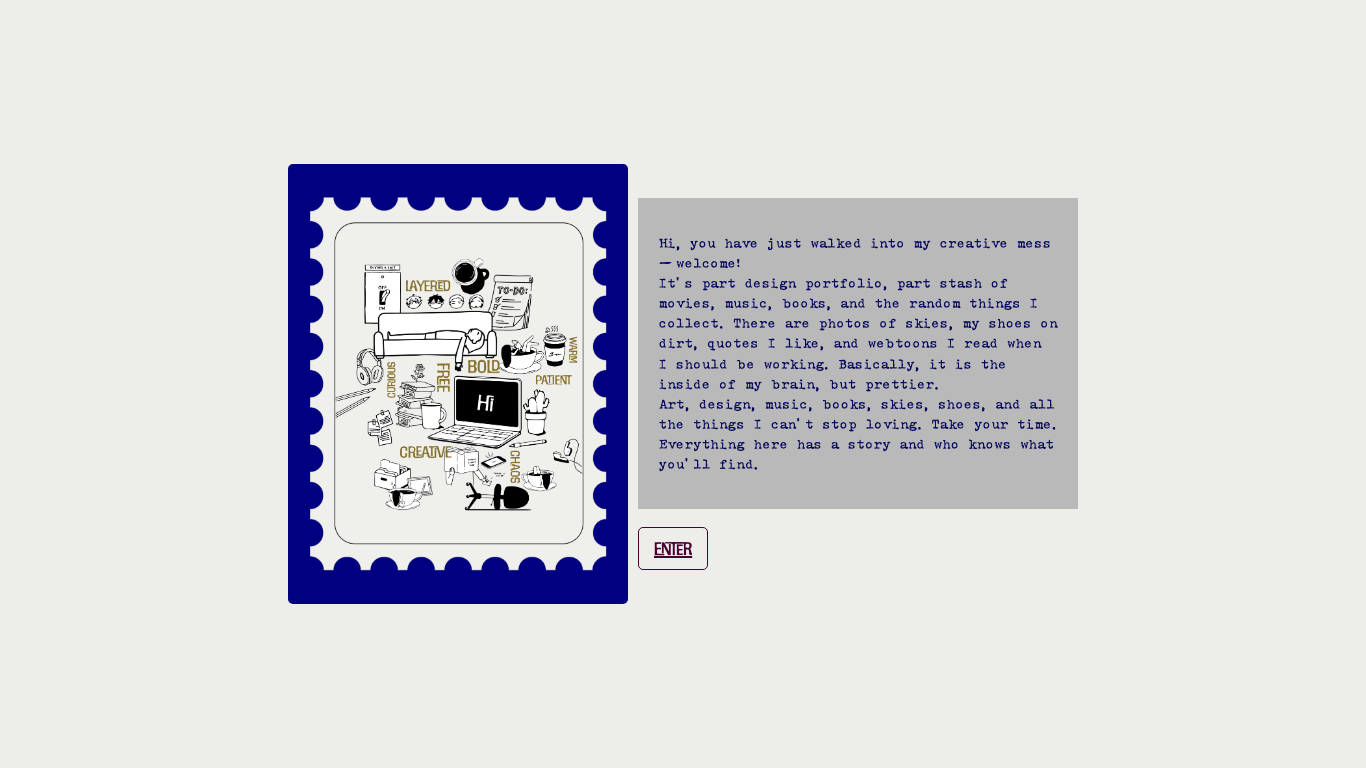 GIVING A SHIT
OFF
ON
LAYERED
TO-DO:
WARM
CURIOUS
FREE
BOLD
PATIENT
Hi
CREATIVE
CHAOS
Hi, you have just walked into my creative mess
— welcome!
It's part design portfolio, part stash of
movies, music, books, and the random things I
collect. There are photos of skies, my shoes on
dirt, quotes I like, and webtoons I read when
I should be working. Basically, it is the
inside of my brain, but prettier.
Art, design, music, books, skies, shoes, and all
the things I can't stop loving. Take your time.
Everything here has a story and who knows what
you'll find.
ENTER